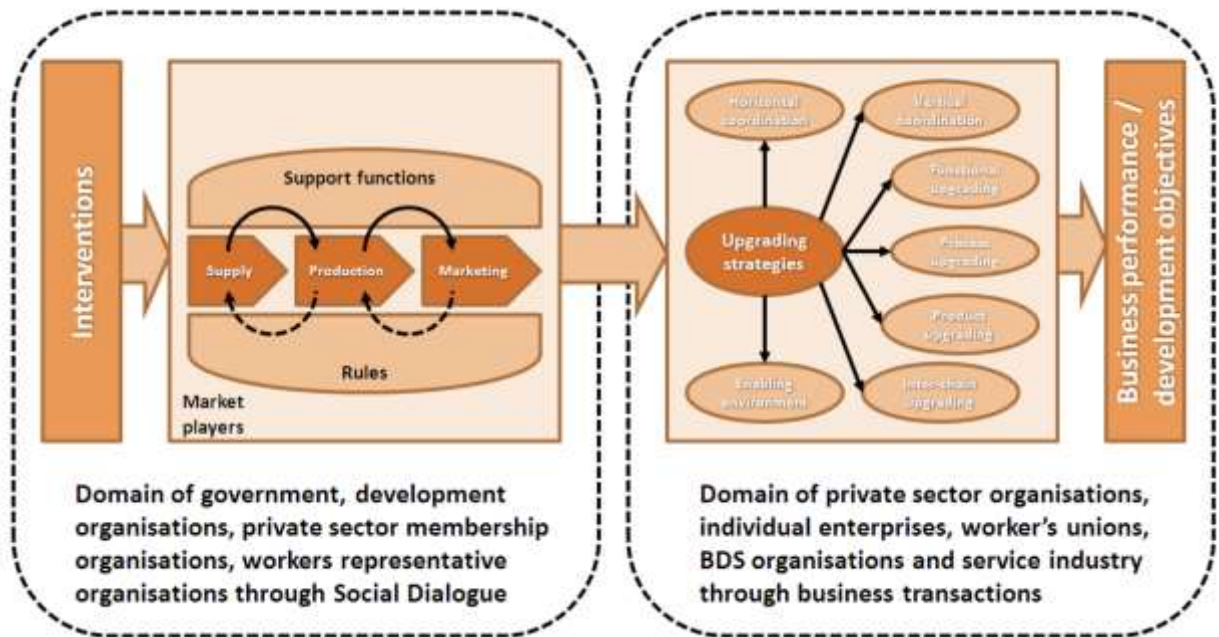 Interventions
Support functions
Supply
Production
Marketing
Rules
Market
players
Domain of government, development
organisations, private sector membership
organisations, workers representative
organisations through Social Dialogue
Horizontal
coordination
Vertical
coordination
Functional
upgrading
Upgrading
strategies
Process
upgrading
Product
upgrading
Enabling
environment
Inter-chain
upgrading
Business performance /
development objectives
Domain of private sector organisations,
individual enterprises, worker's unions,
BDS organisations and service industry
through business transactions